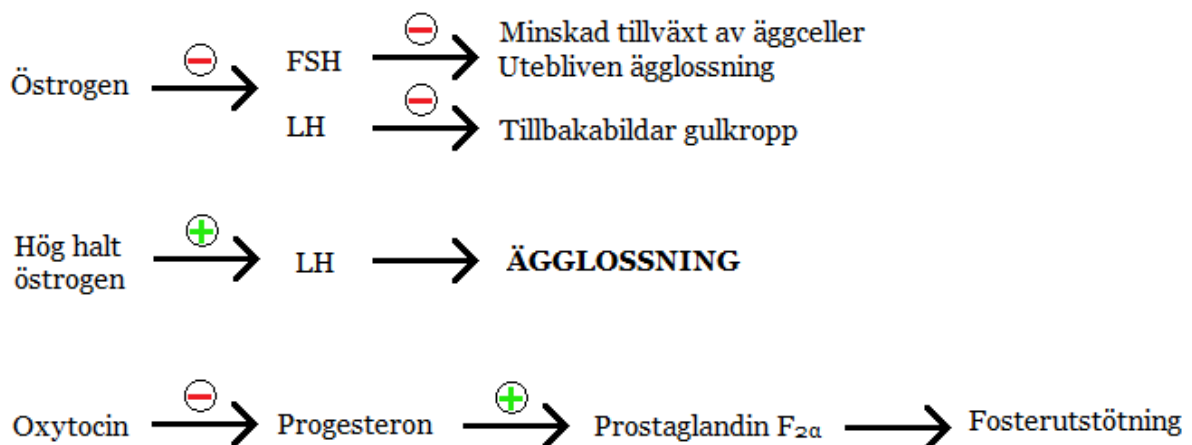 Östrogen
FSH
Minskad tillväxt av äggceller
Utebliven ägglossning
LH
Tillbakabildar gulkropp
Hög halt
östrogen
LH
ÄGGLOSSNING
Oxytocin
Progesteron
Prostaglandin F₂α
Fosterutstötning